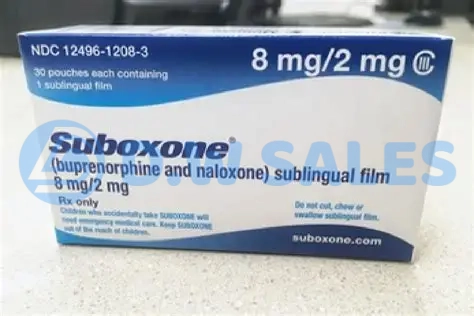 NDC 12496-1208-3
8 mg/2 mg CIII
30 pouches each containing
1 sublingual film
Suboxone®
(buprenorphine and naloxone) sublingual film
8 mg/2 mg
Rx only
Children who accidentally take SUBOXONE will
need emergency medical care. Keep SUBOXONE
out of the reach of children.
Do not cut, chew or
swallow sublingual film.
suboxone.com
SALES